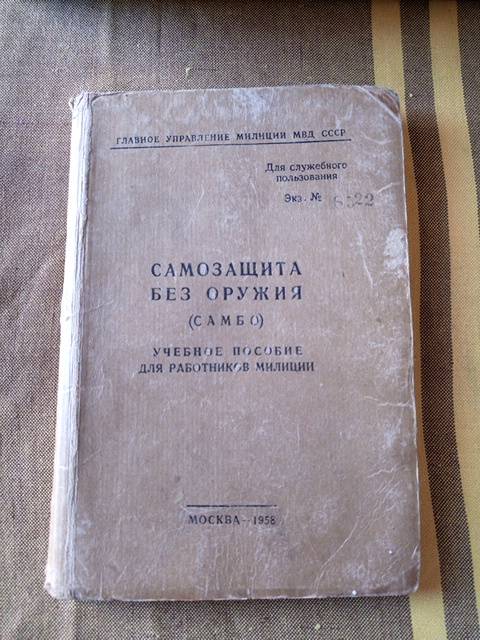 ГЛАВНОЕ УПРАВЛЕНИЕ МИЛИЦИИ МВД СССР
Для служебного
пользования
Экз. №
САМОЗАЩИТА
БЕЗ ОРУЖИЯ
(САМБО)
УЧЕБНОЕ ПОСОБИЕ
ДЛЯ РАБОТНИКОВ МИЛИЦИИ
МОСКВА—1958